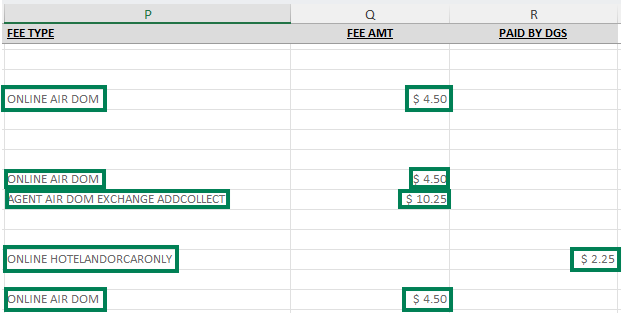 P Q R
FEE TYPE FEE AMT PAID BY DGS
ONLINE AIR DOM $ 4.50
ONLINE AIR DOM $ 4.50
AGENT AIR DOM EXCHANGE ADDCOLLECT $ 10.25
ONLINE HOTELANDORCARONLY $ 2.25
ONLINE AIR DOM $ 4.50